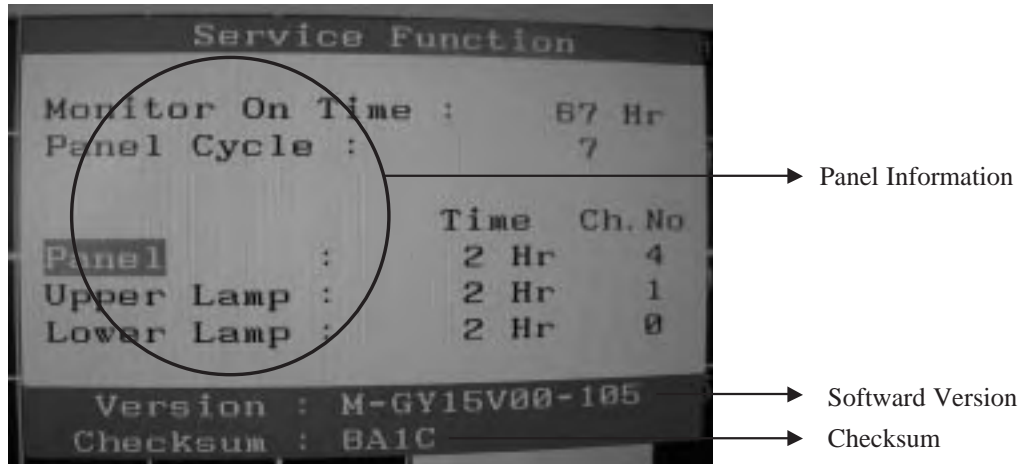 Service Function
Monitor On Time : 67 Hr
Panel Cycle : 7
Panel Information
Time Ch.No
Panel : 2 Hr 4
Upper Lamp : 2 Hr 1
Lower Lamp : 2 Hr 0
Version : M-GY15V00-105
Softward Version
Checksum : BA1C
Checksum